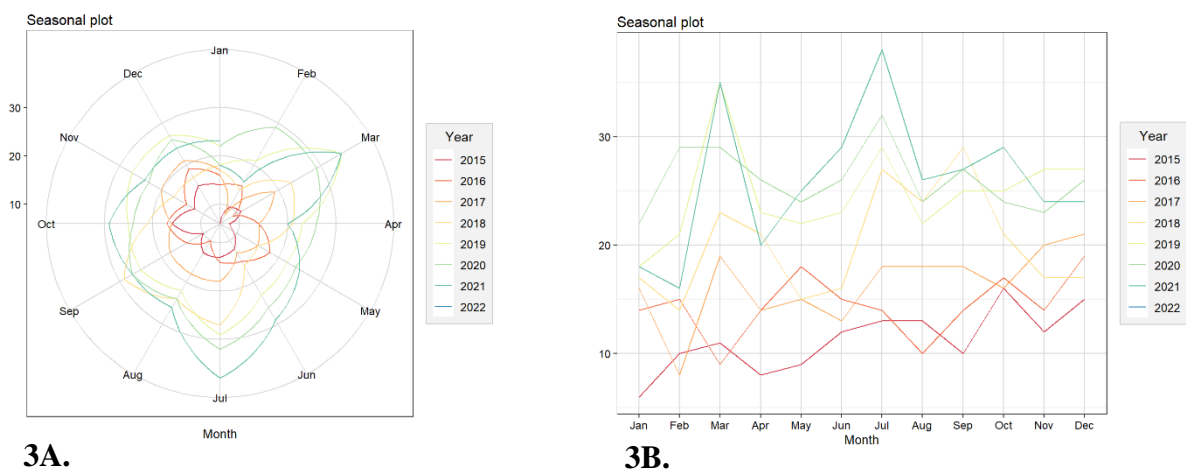 Seasonal plot
Jan
Dec
Feb
30
Nov
Mar
20
10
Oct
Apr
Sep
May
Aug
Jun
Jul
Month
Year
2015
2016
2017
2018
2019
2020
2021
2022
3A.
Seasonal plot
30
20
10
Jan Feb Mar Apr May Jun Jul Aug Sep Oct Nov Dec
Month
Year
2015
2016
2017
2018
2019
2020
2021
2022
3B.